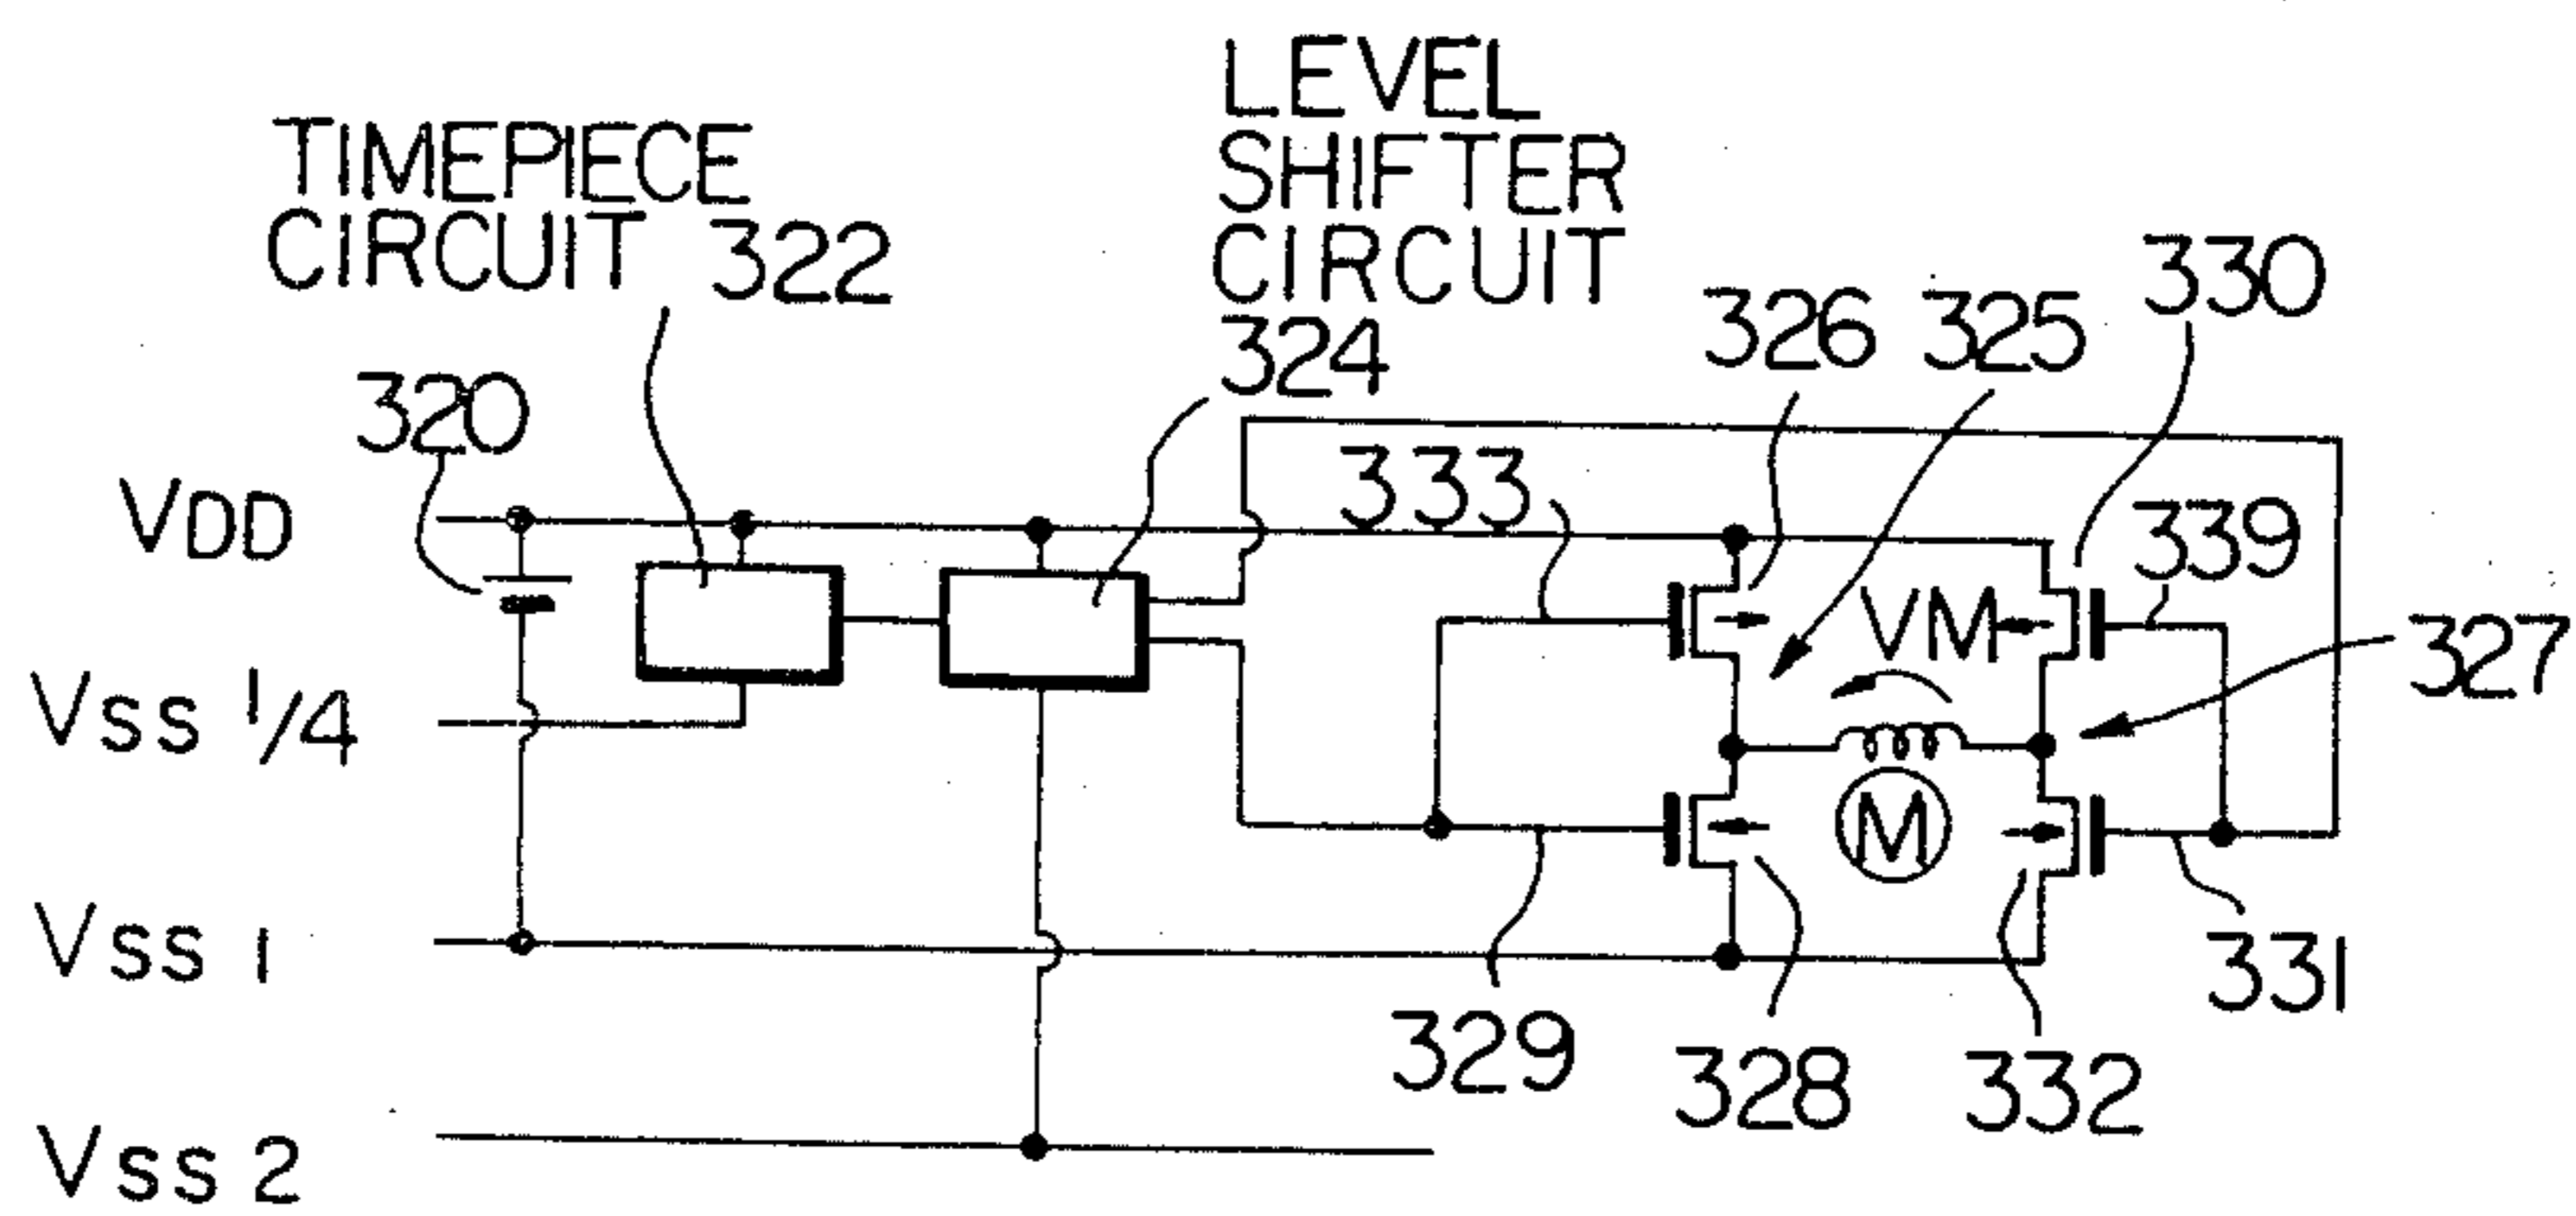 LEVEL
SHIFTER
CIRCUIT
324
TIMEPIECE
CIRCUIT 322
320
326
325
330
333
339
VDD
VM
327
VSS 1/4
M
VSS 1
331
329
328
332
VSS 2